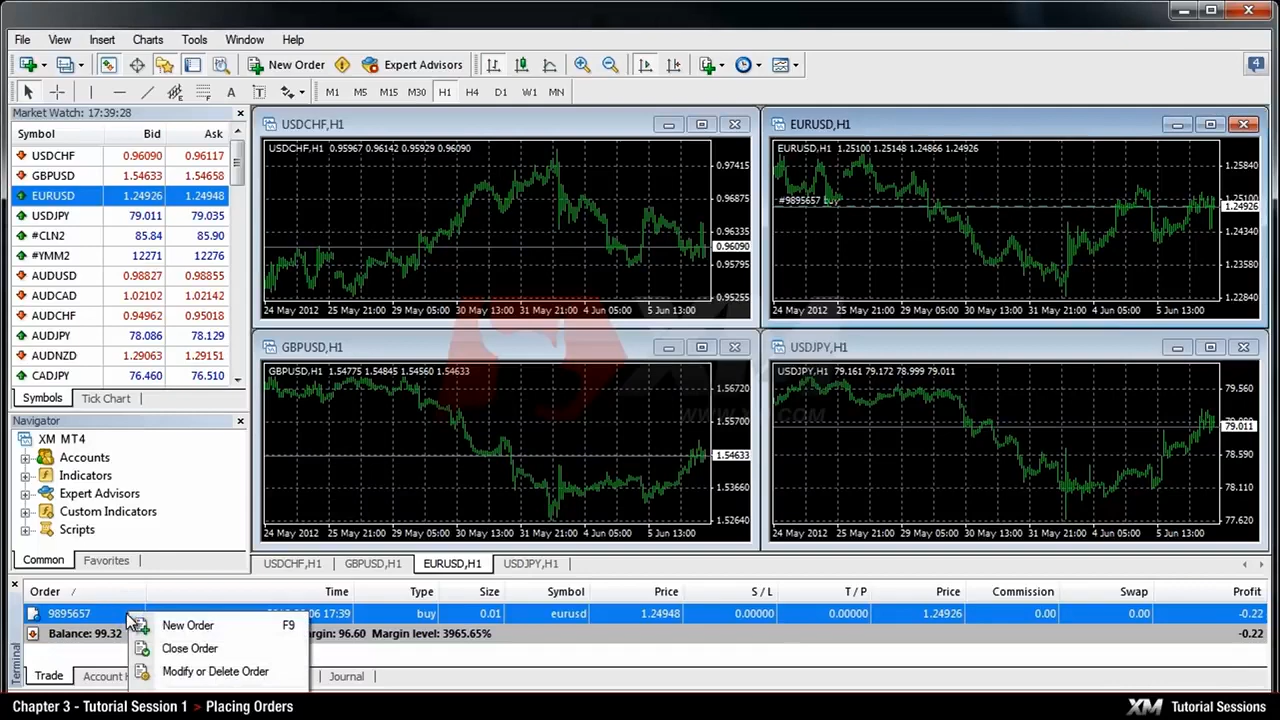 File View Insert Charts Tools Window Help
New Order Expert Advisors 4
A T M1 M5 M15 M30 H1 H4 D1 W1 MN
Market Watch: 17:39:28
Symbol Bid Ask
USDCHF 0.96090 0.96117
GBPUSD 1.54633 1.54658
EURUSD 1.24926 1.24948
USDJPY 79.011 79.035
#CLN2 85.84 85.90
#YMM2 12271 12276
AUDUSD 0.98827 0.98855
AUDCAD 1.02102 1.02142
AUDCHF 0.94962 0.95018
AUDJPY 78.086 78.129
AUDNZD 1.29063 1.29151
CADJPY 76.460 76.510
Symbols Tick Chart
Navigator
XM MT4
Accounts
Indicators
Expert Advisors
Custom Indicators
Scripts
Common Favorites
USDCHF,H1
USDCHF,H1 0.95967 0.96142 0.95929 0.96090
0.97415
0.96875
0.96335
0.96090
0.95795
0.95255
24 May 2012 25 May 21:00 29 May 05:00 30 May 13:00 31 May 21:00 4 Jun 05:00 5 Jun 13:00
EURUSD,H1
EURUSD,H1 1.25100 1.25148 1.24866 1.24926
#9895657 buy
1.25840
1.25100
1.24926
1.24340
1.23580
1.22840
24 May 2012 25 May 21:00 29 May 05:00 30 May 13:00 31 May 21:00 4 Jun 05:00 5 Jun 13:00
GBPUSD,H1
GBPUSD,H1 1.54775 1.54845 1.54560 1.54633
1.56720
1.55700
1.54633
1.53660
1.52640
24 May 2012 25 May 21:00 29 May 05:00 30 May 13:00 31 May 21:00 4 Jun 05:00 5 Jun 13:00
USDJPY,H1
USDJPY,H1 79.161 79.172 78.999 79.011
79.560
79.011
78.590
78.110
77.620
24 May 2012 25 May 21:00 29 May 05:00 30 May 13:00 31 May 21:00 4 Jun 05:00 5 Jun 13:00
USDCHF,H1 GBPUSD,H1 EURUSD,H1 USDJPY,H1
Order / Time Type Size Symbol Price S / L T / P Price Commission Swap Profit
9895657 06 17:39 buy 0.01 eurusd 1.24948 0.00000 0.00000 1.24926 0.00 0.00 -0.22
Balance: 99.32 argin: 96.60 Margin level: 3965.65% -0.22
New Order F9
Close Order
Modify or Delete Order
Terminal
Trade Account Journal
Chapter 3 - Tutorial Session 1 > Placing Orders XM Tutorial Sessions